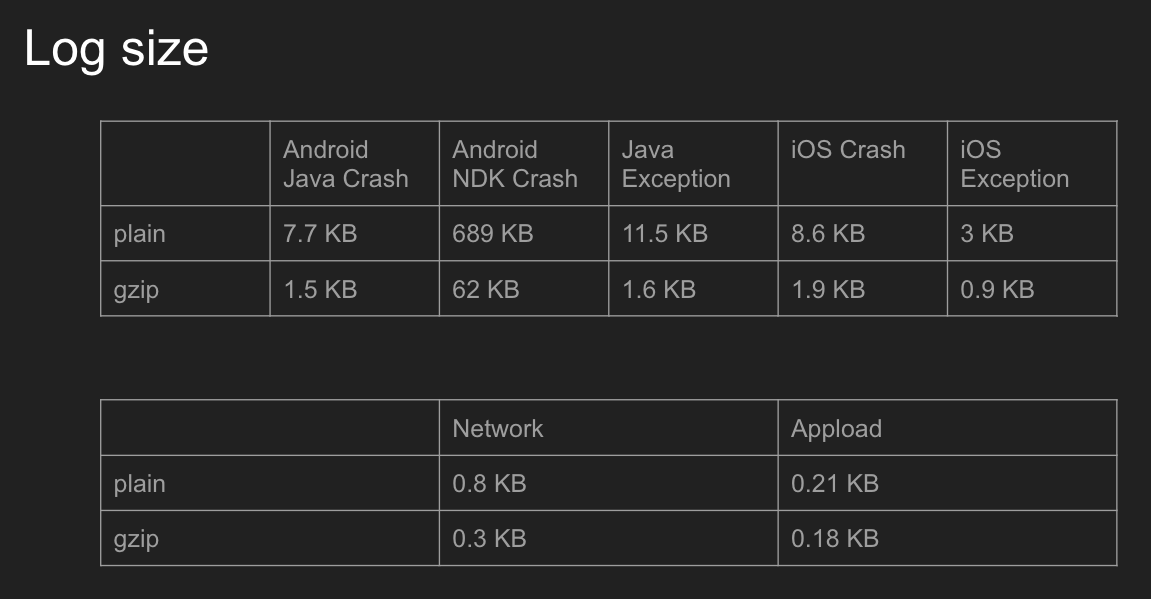 Log size
Android Java Crash
Android NDK Crash
Java Exception
iOS Crash
iOS Exception
plain 7.7 KB 689 KB 11.5 KB 8.6 KB 3 KB
gzip 1.5 KB 62 KB 1.6 KB 1.9 KB 0.9 KB
Network Appload
plain 0.8 KB 0.21 KB
gzip 0.3 KB 0.18 KB